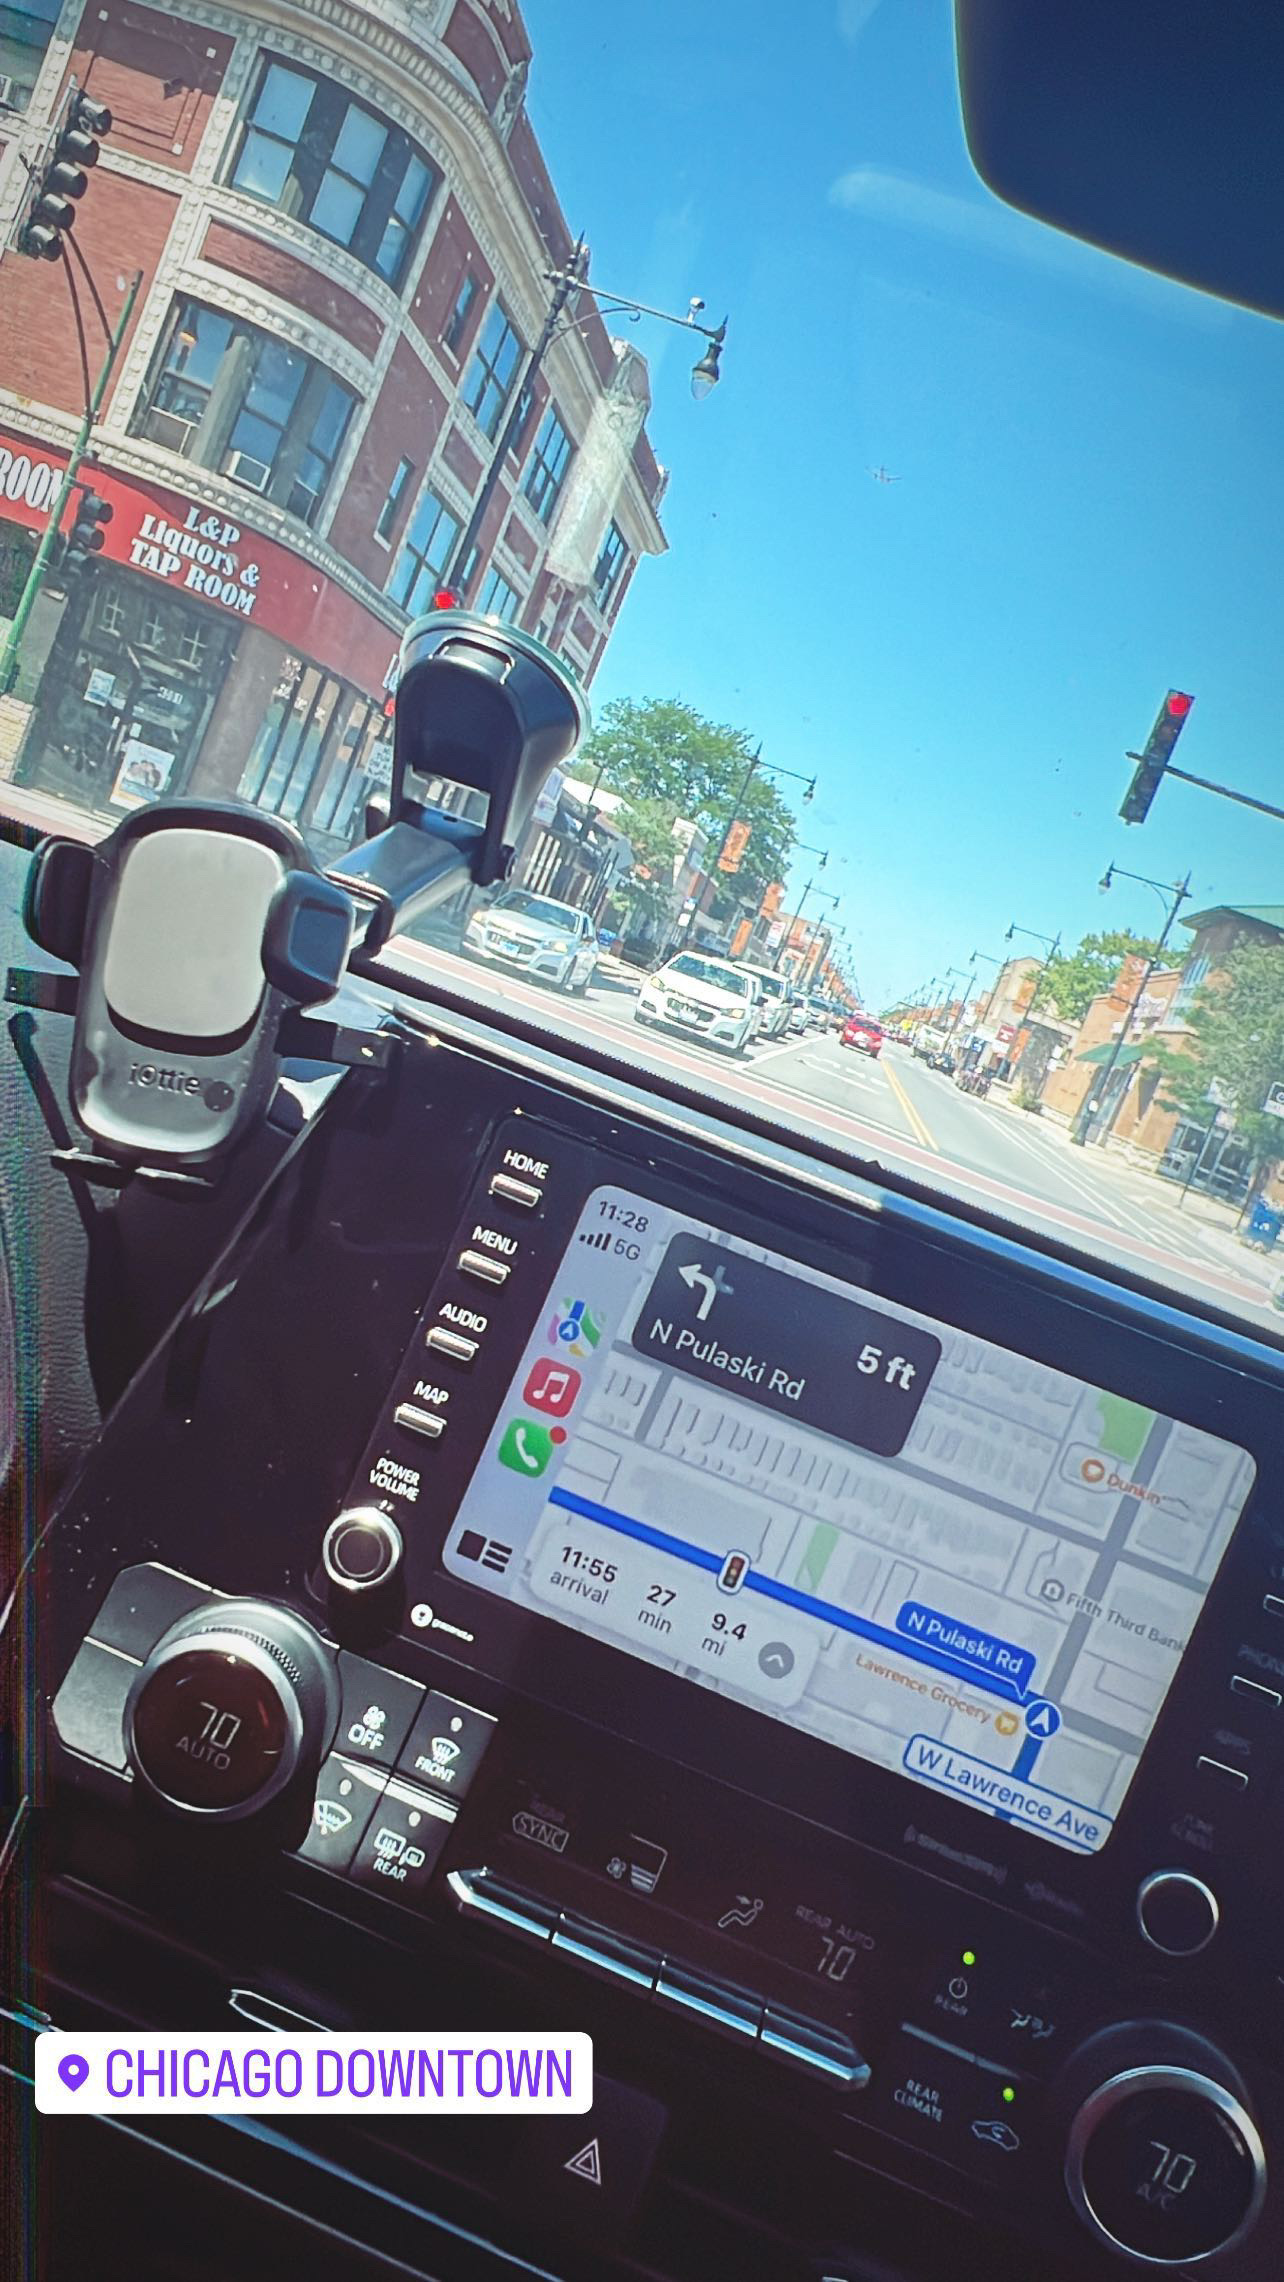 ROOM
L&P
Liquors &
TAP ROOM
iOttie
HOME
MENU
AUDIO
MAP
POWER
VOLUME
11:28
5G
N Pulaski Rd
5 ft
Dunkin'
Fifth Third Bank
N Pulaski Rd
Lawrence Grocery
W Lawrence Ave
11:55
arrival
27
min
9.4
mi
70
AUTO
OFF
FRONT
REAR
SYNC
REAR AUTO
70
REAR
REAR
CLIMATE
70
A/C
CHICAGO DOWNTOWN